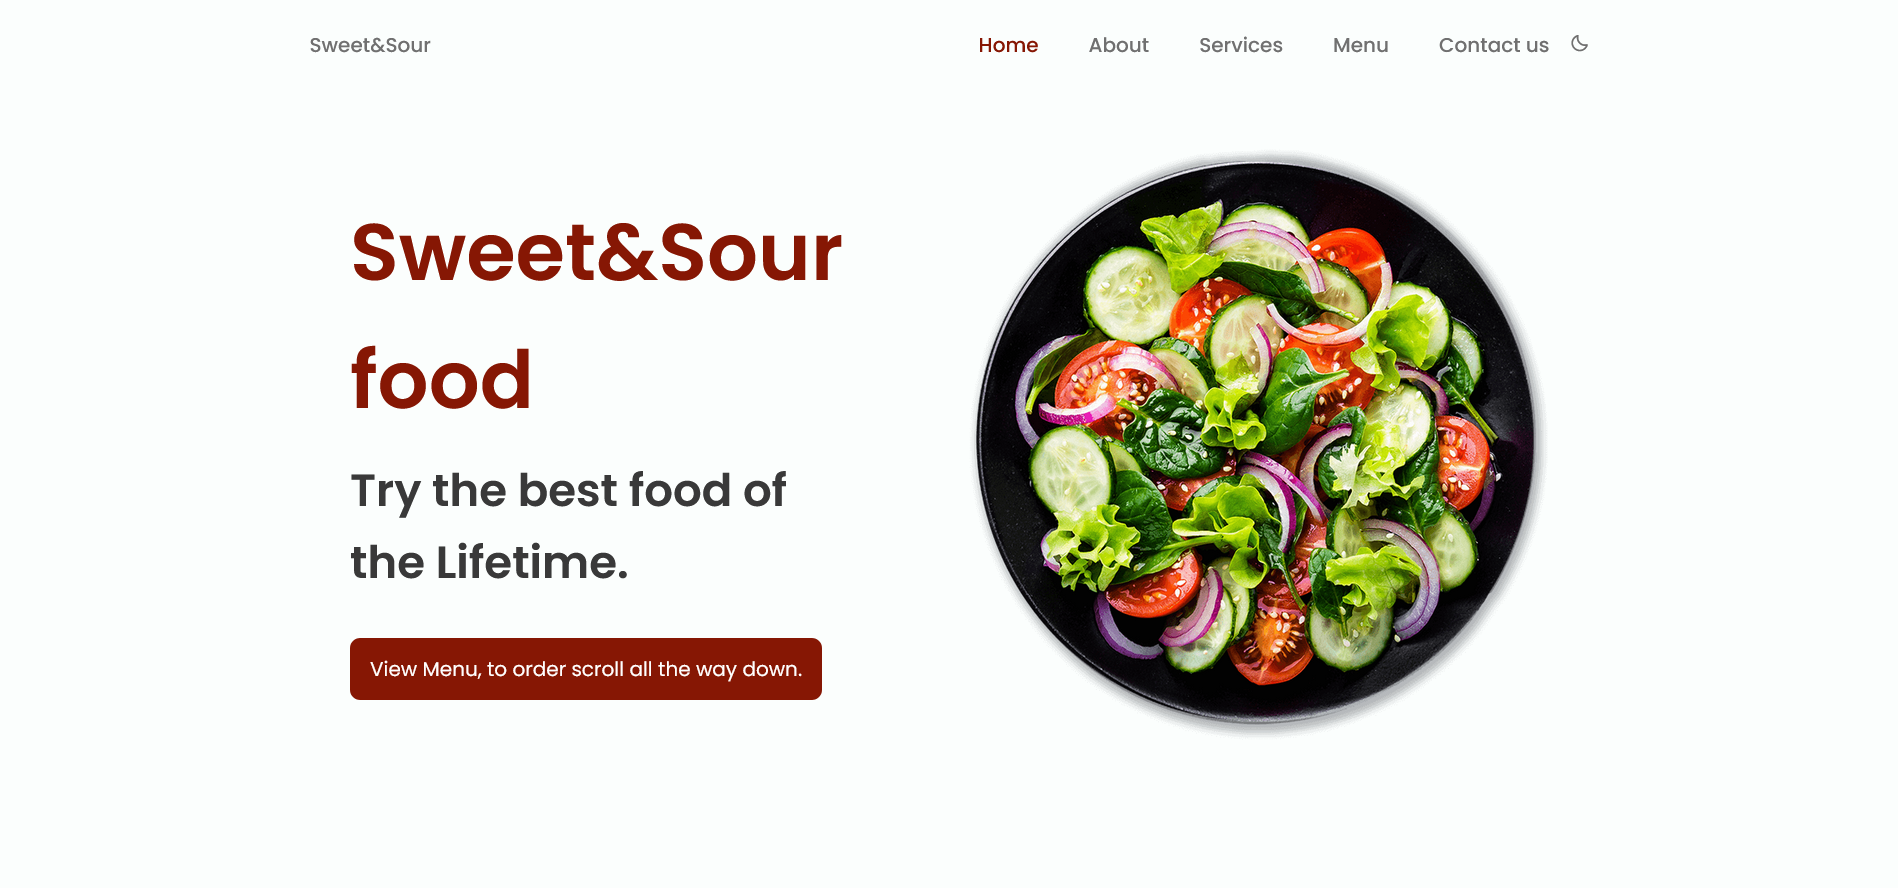 Sweet&Sour
Home About Services Menu Contact us
Sweet&Sour
food
Try the best food of
the Lifetime.
View Menu, to order scroll all the way down.